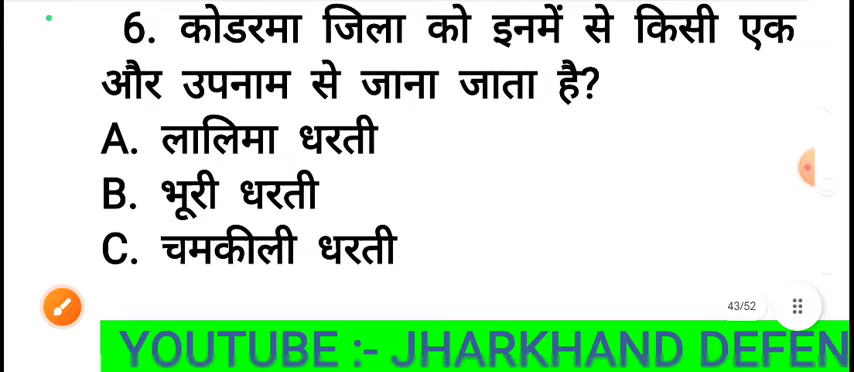 6. कोडरमा जिला को इनमें से किसी एक
और उपनाम से जाना जाता है?
A. लालिमा धरती
B. भूरी धरती
C. चमकीली धरती
43/52
YOUTUBE :- JHARKHAND DEFEN